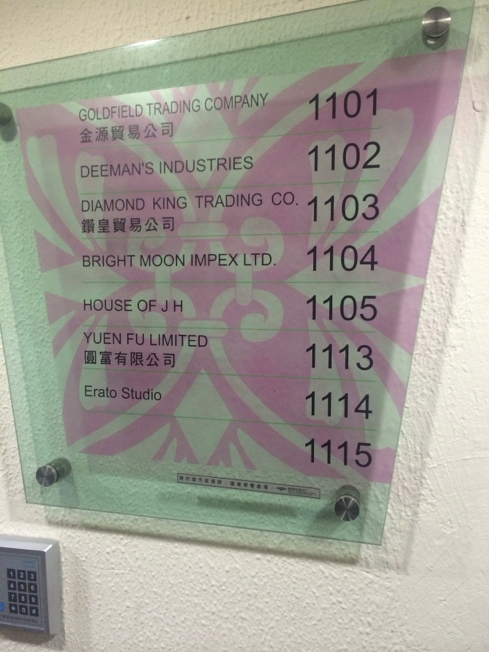 GOLDFIELD TRADING COMPANY 1101
金源貿易公司
DEEMAN'S INDUSTRIES 1102
DIAMOND KING TRADING CO. 1103
鑽皇貿易公司
BRIGHT MOON IMPEX LTD. 1104
HOUSE OF J H 1105
YUEN FU LIMITED 1113
圓富有限公司
Erato Studio 1114
1115